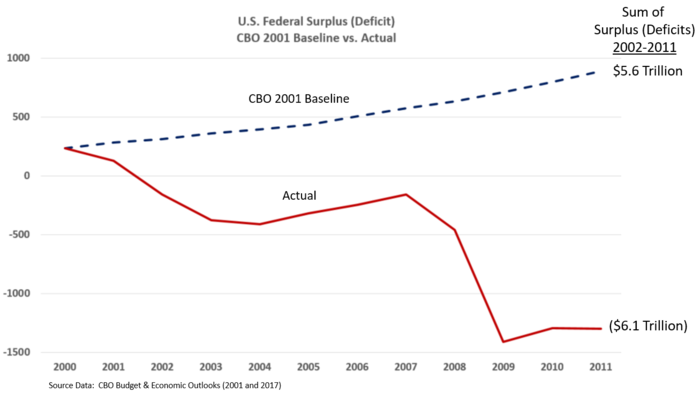 U.S. Federal Surplus (Deficit)
CBO 2001 Baseline vs. Actual
Sum of
Surplus (Deficits)
2002-2011
1000
$5.6 Trillion
CBO 2001 Baseline
500
0
Actual
-500
-1000
($6.1 Trillion)
-1500
2000 2001 2002 2003 2004 2005 2006 2007 2008 2009 2010 2011
Source Data: CBO Budget & Economic Outlooks (2001 and 2017)